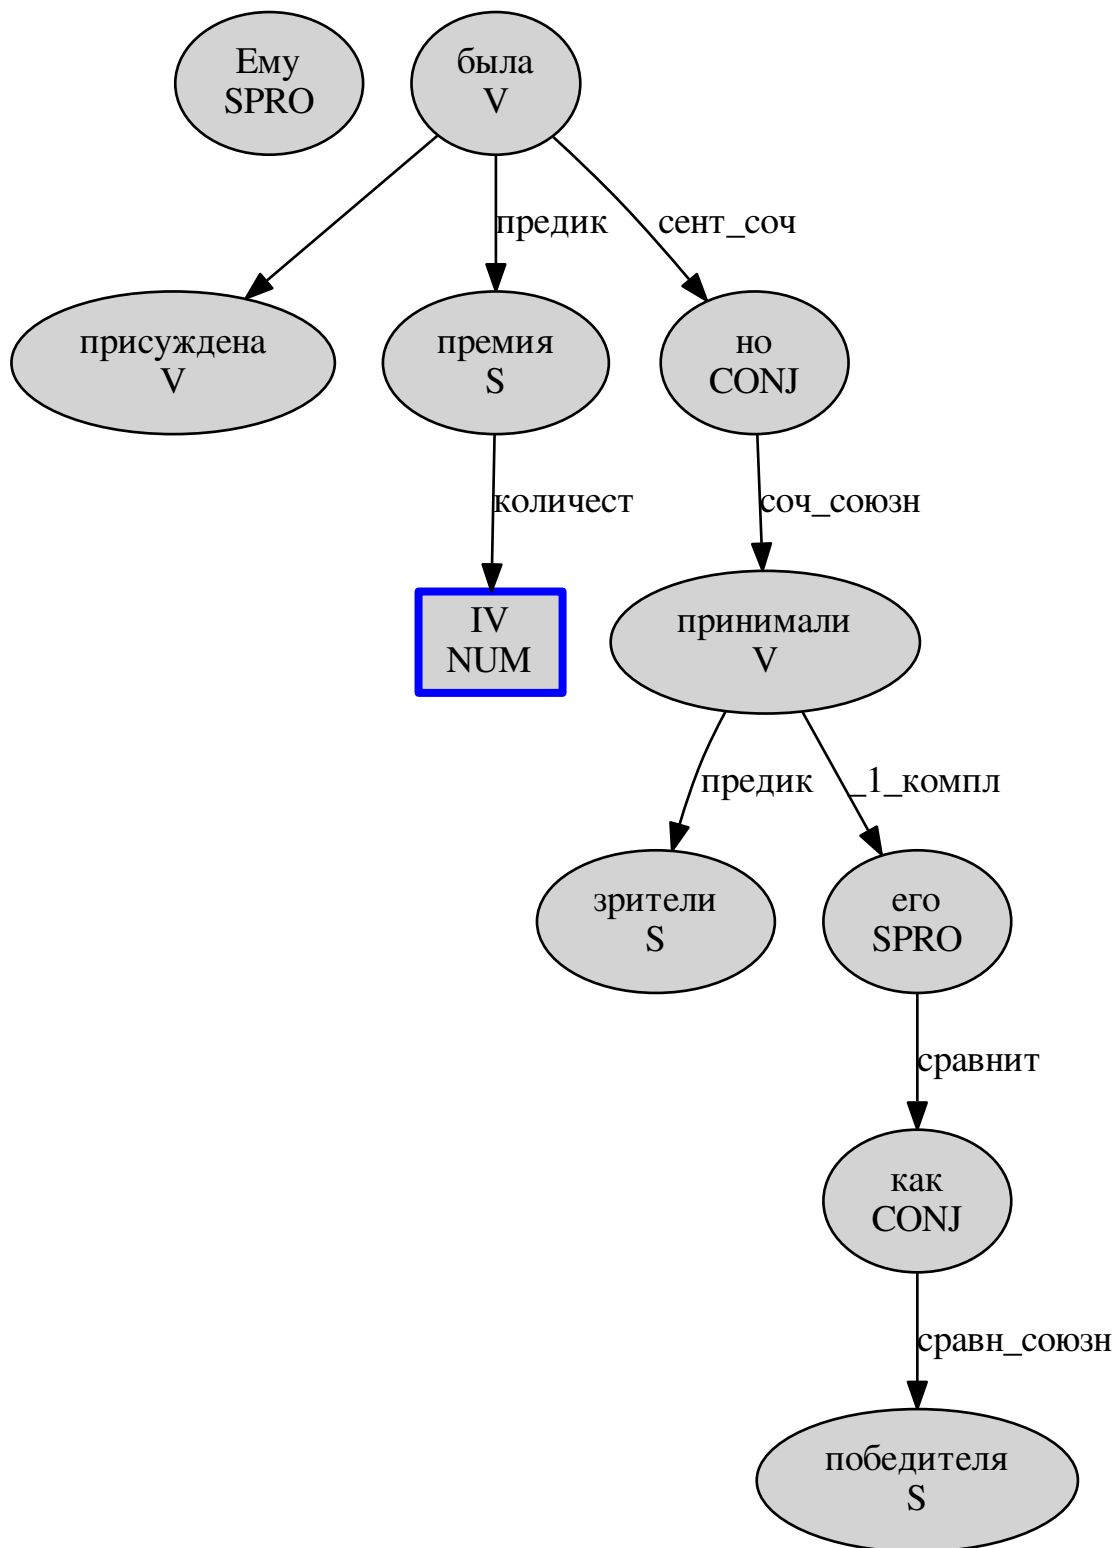 Ему
SPRO
была
V
предик
сент_соч
присуждена
V
премия
S
но
CONJ
количест
соч_союзн
IV
NUM
принимали
V
предик
_1_компл
зрители
S
его
SPRO
сравнит
как
CONJ
сравн_союзн
победителя
S